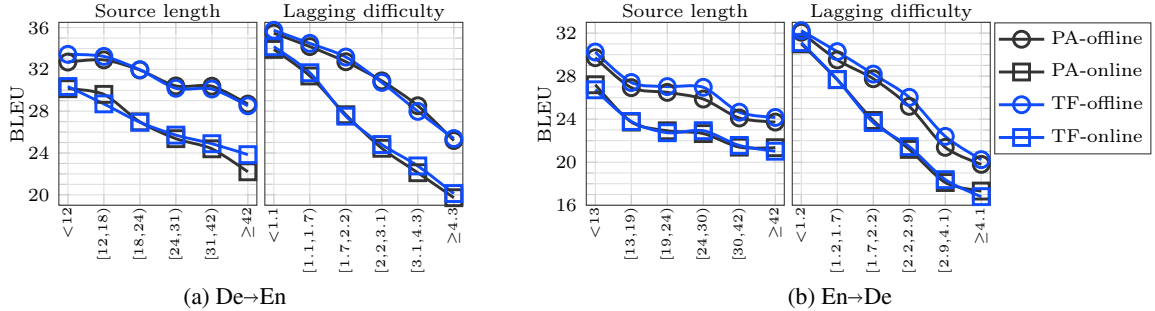 Source length
Lagging difficulty
BLEU
36
32
28
24
20
<12
[12,18)
[18,24)
[24,31)
[31,42)
≥42
<1.1
[1.1,1.7)
[1.7,2.2)
[2.2,3.1)
[3.1,4.3)
≥4.3
(a) De→En
Source length
Lagging difficulty
BLEU
32
28
24
20
16
<13
[13,19)
[19,24)
[24,30)
[30,42)
≥42
<1.2
[1.2,1.7)
[1.7,2.2)
[2.2,2.9)
[2.9,4.1)
≥4.1
(b) En→De
PA-offline
PA-online
TF-offline
TF-online